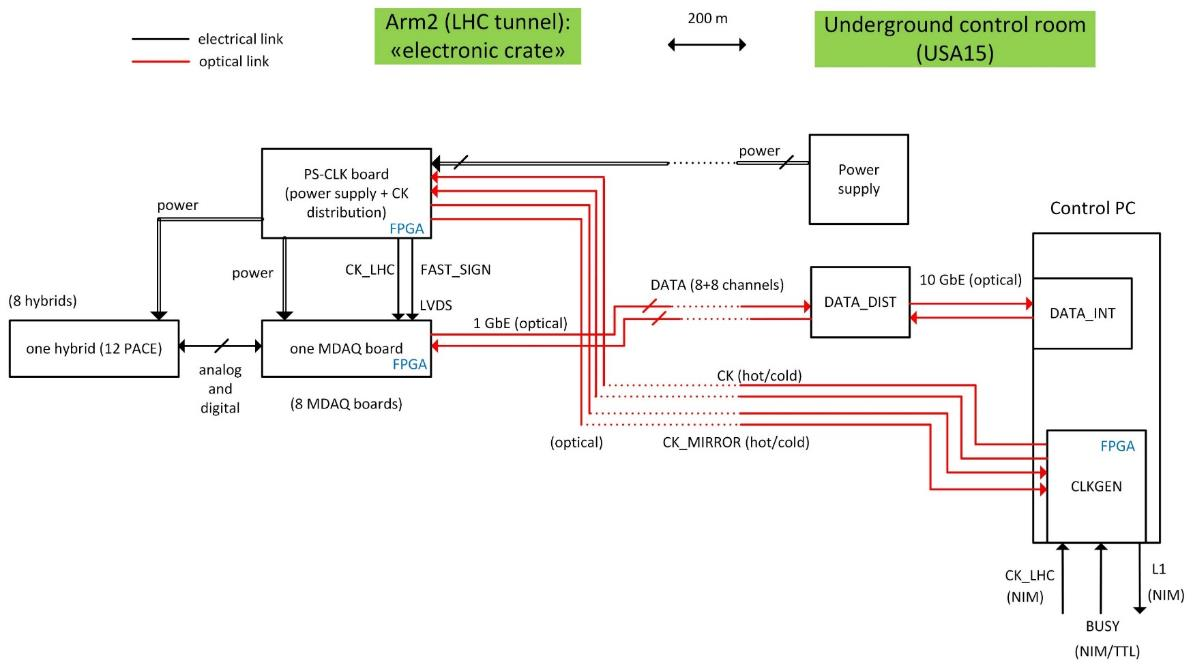 electrical link
optical link
Arm2 (LHC tunnel):
«electronic crate»
200 m
Underground control room
(USA15)
PS-CLK board
(power supply + CK
distribution)
FPGA
power
Power
supply
Control PC
power
power
CK_LHC
FAST_SIGN
LVDS
(8 hybrids)
one hybrid (12 PACE)
analog
and
digital
one MDAQ board
FPGA
(8 MDAQ boards)
1 GbE (optical)
DATA (8+8 channels)
DATA_DIST
10 GbE (optical)
DATA_INT
CK (hot/cold)
(optical)
CK_MIRROR (hot/cold)
FPGA
CLKGEN
CK_LHC
(NIM)
BUSY
(NIM/TTL)
L1
(NIM)